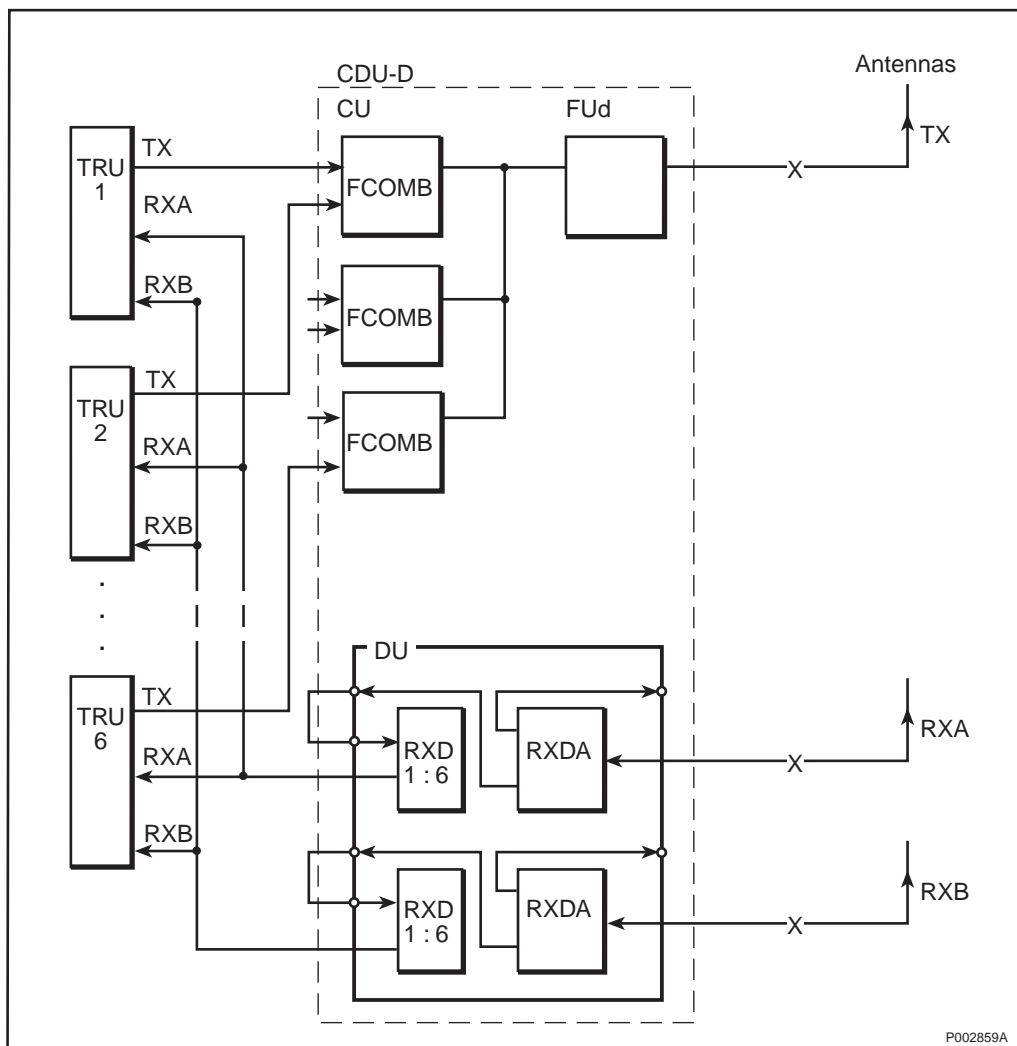 CDU-D
Antennas
CU
FUd
TX
TRU
1
TX
FCOMB
X
RXA
RXB
FCOMB
TX
TRU
2
FCOMB
RXA
RXB
.
.
.
DU
TX
TRU
6
RXA
RXD
1 : 6
RXDA
X
RXA
RXB
RXD
1 : 6
RXDA
X
RXB
P002859A